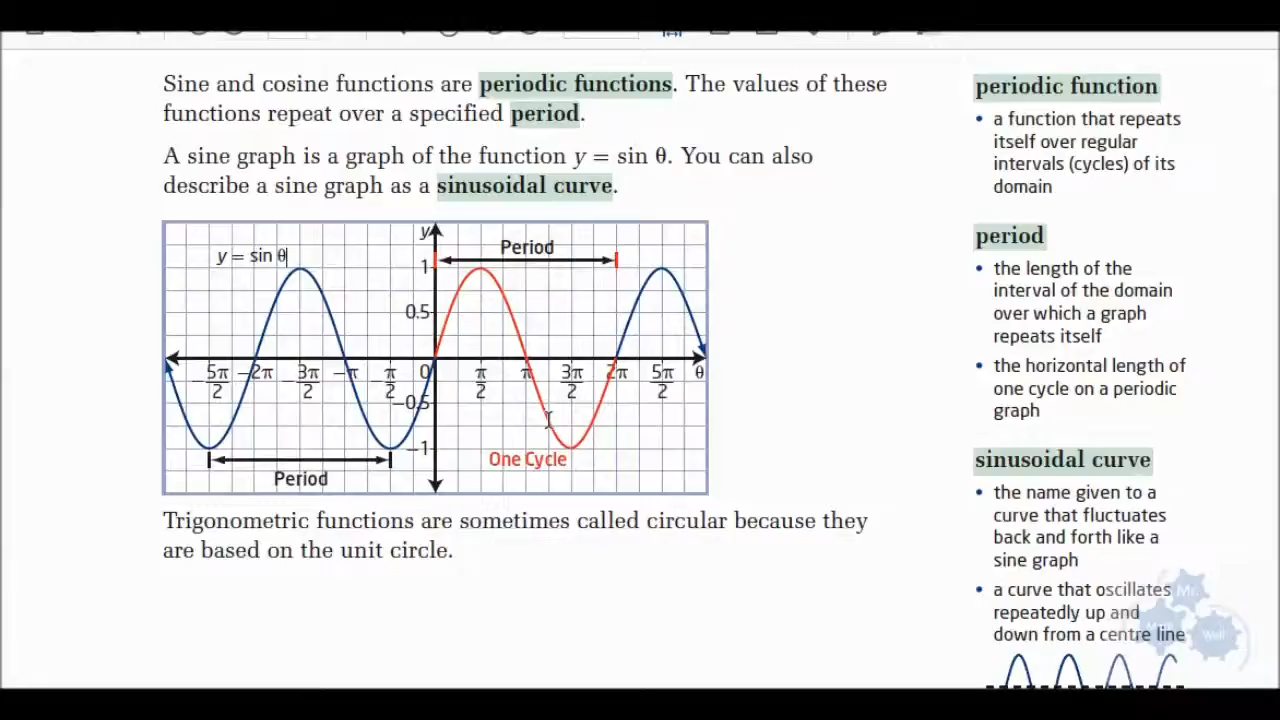 Sine and cosine functions are periodic functions. The values of these
functions repeat over a specified period.
A sine graph is a graph of the function y = sin θ. You can also
describe a sine graph as a sinusoidal curve.
y = sin θ
y
Period
1
0.5
−5π/2 −2π −3π/2 −π −π/2 0 π/2 π 3π/2 2π 5π/2 θ
−0.5
−1
One Cycle
Period
Trigonometric functions are sometimes called circular because they
are based on the unit circle.
periodic function
• a function that repeats
itself over regular
intervals (cycles) of its
domain
period
• the length of the
interval of the domain
over which a graph
repeats itself
• the horizontal length of
one cycle on a periodic
graph
sinusoidal curve
• the name given to a
curve that fluctuates
back and forth like a
sine graph
• a curve that oscillates
repeatedly up and
down from a centre line
Mr.